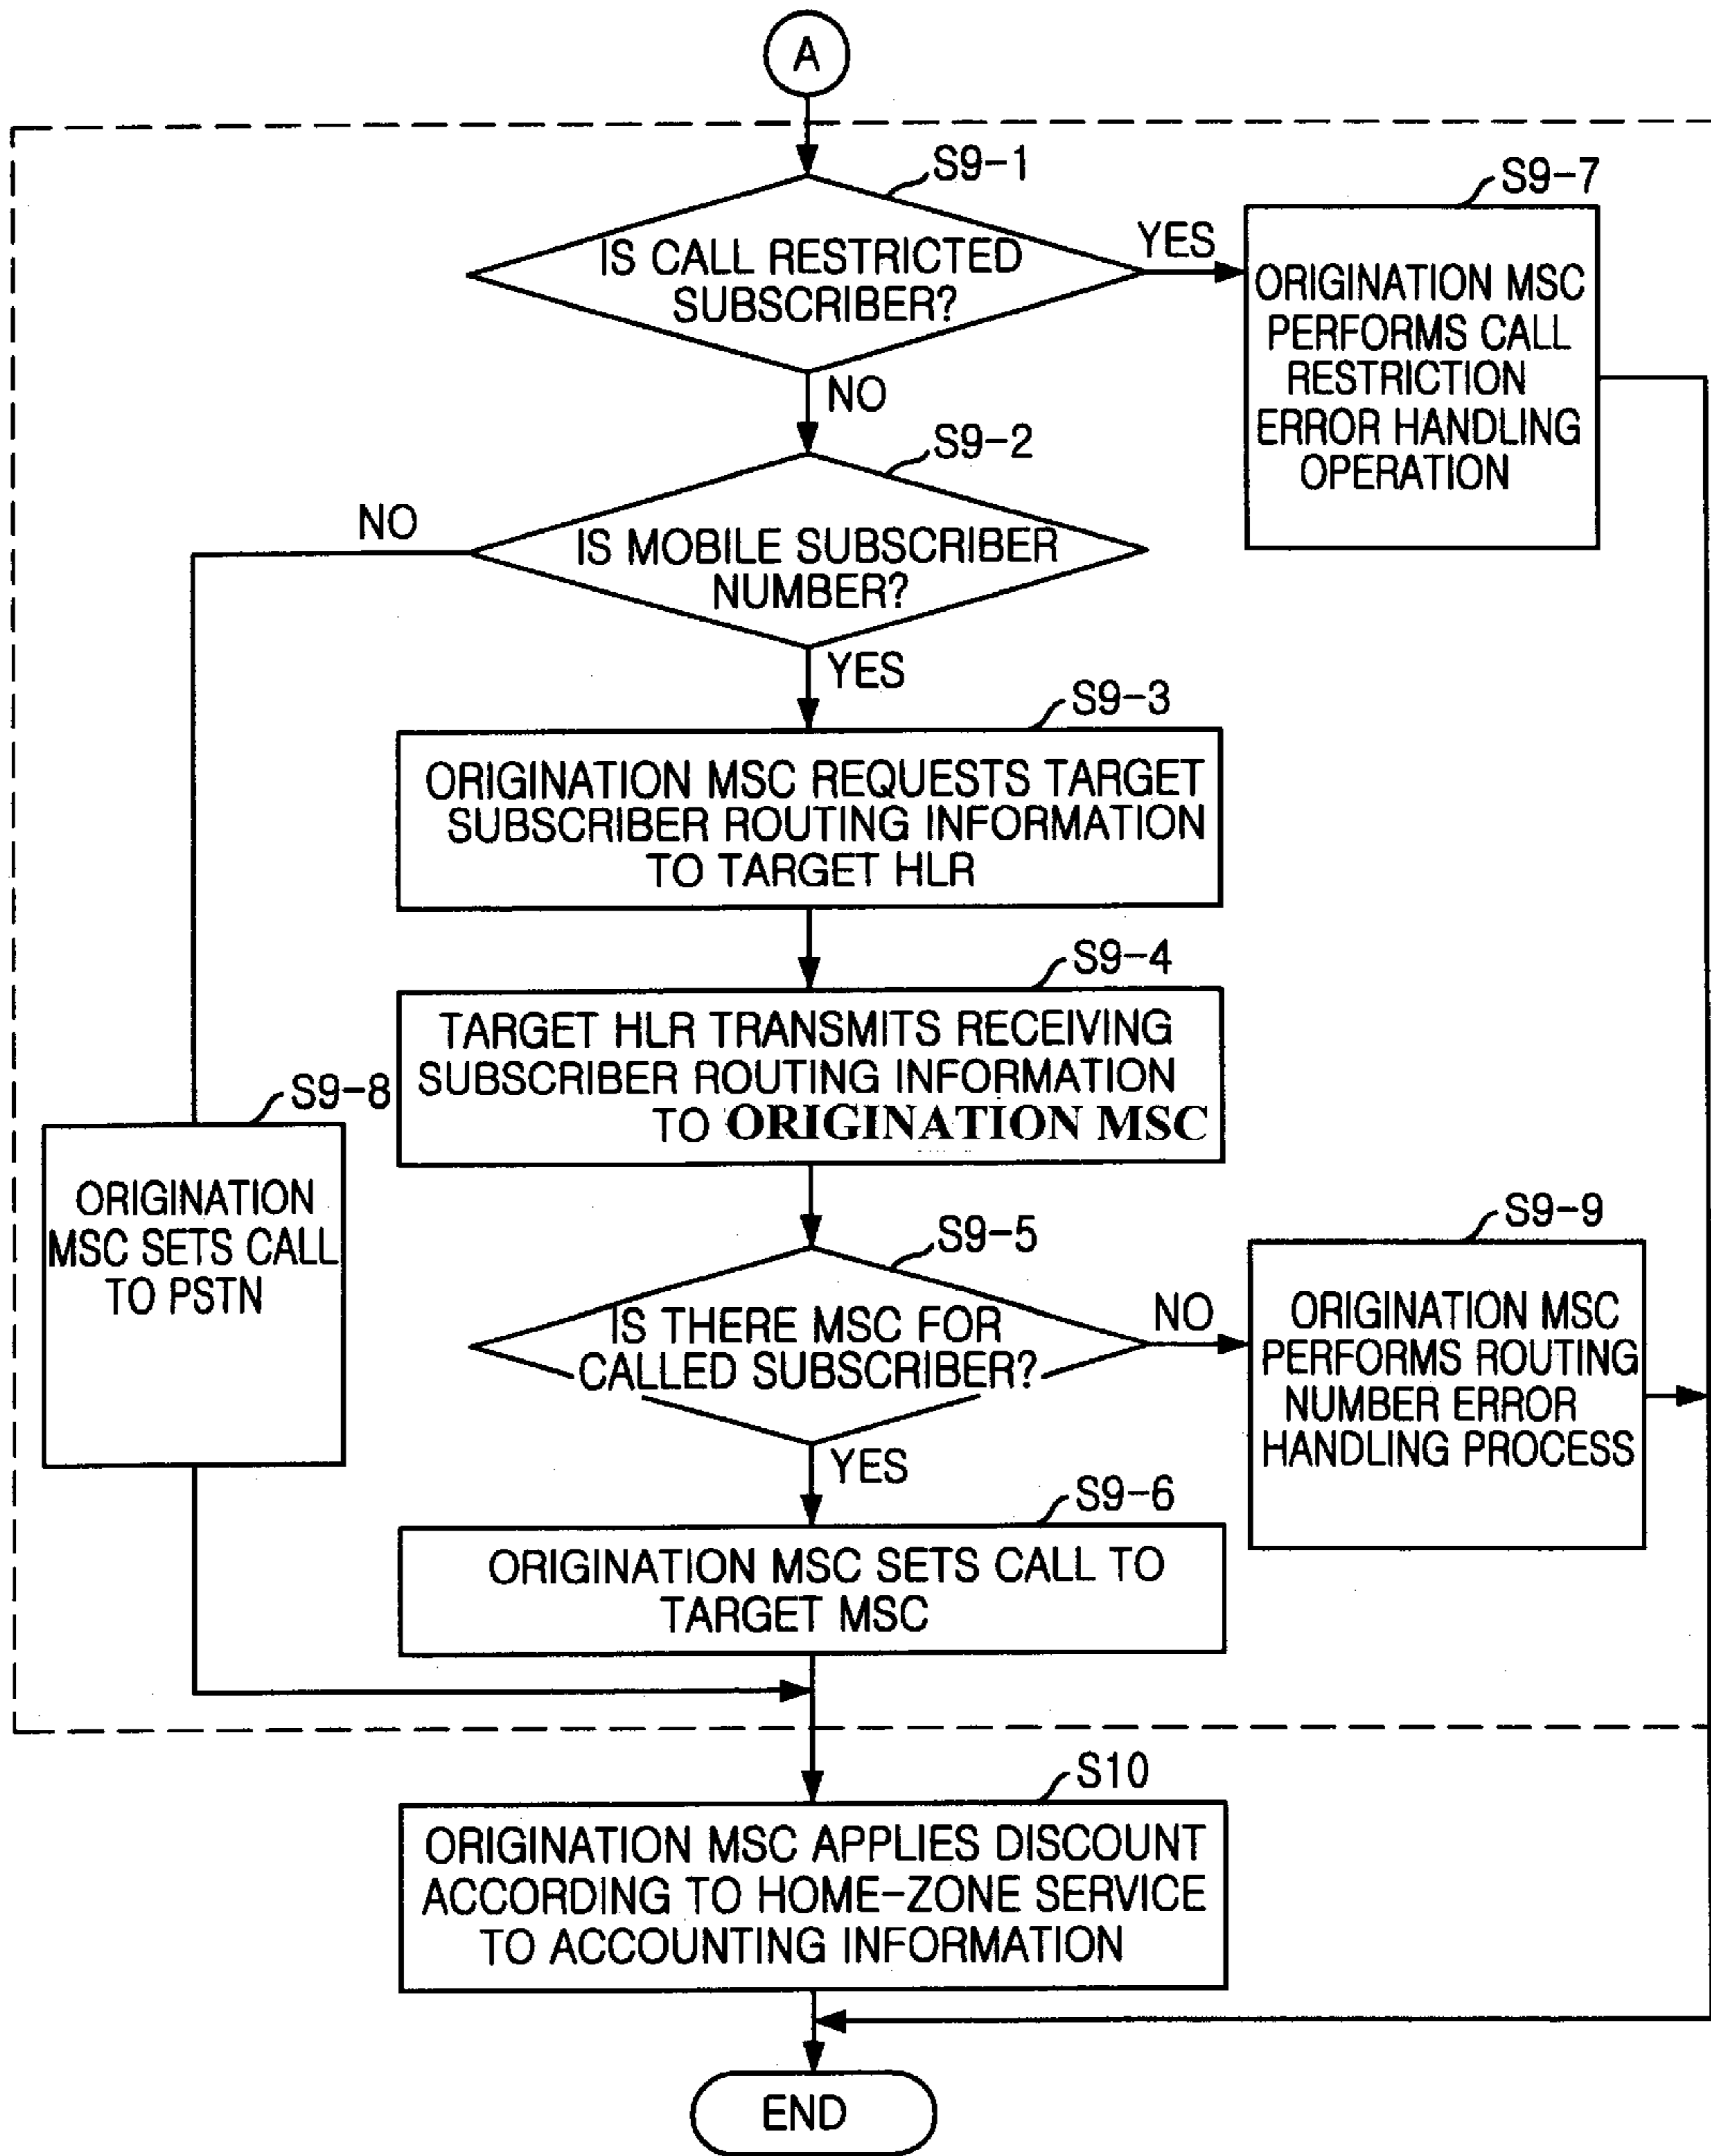 A
S9-1
IS CALL RESTRICTED
SUBSCRIBER?
YES
S9-7
ORIGINATION MSC
PERFORMS CALL
RESTRICTION
ERROR HANDLING
OPERATION
NO
S9-2
IS MOBILE SUBSCRIBER
NUMBER?
NO
YES
S9-3
ORIGINATION MSC REQUESTS TARGET
SUBSCRIBER ROUTING INFORMATION
TO TARGET HLR
S9-4
TARGET HLR TRANSMITS RECEIVING
SUBSCRIBER ROUTING INFORMATION
TO ORIGINATION MSC
S9-8
ORIGINATION
MSC SETS CALL
TO PSTN
S9-5
IS THERE MSC FOR
CALLED SUBSCRIBER?
NO
S9-9
ORIGINATION MSC
PERFORMS ROUTING
NUMBER ERROR
HANDLING PROCESS
YES
S9-6
ORIGINATION MSC SETS CALL TO
TARGET MSC
S10
ORIGINATION MSC APPLIES DISCOUNT
ACCORDING TO HOME-ZONE SERVICE
TO ACCOUNTING INFORMATION
END